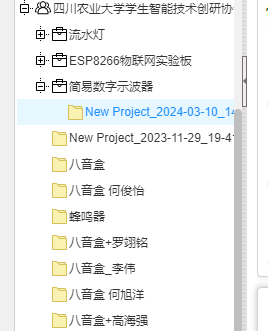 四川农业大学学生智能技术创研协
流水灯
ESP8266物联网实验板
简易数字示波器
New Project_2024-03-10_14
New Project_2023-11-29_19-41
八音盒
八音盒 何俊怡
蜂鸣器
八音盒+罗翊铭
八音盒_李伟
八音盒 何旭洋
八音盒+高海强